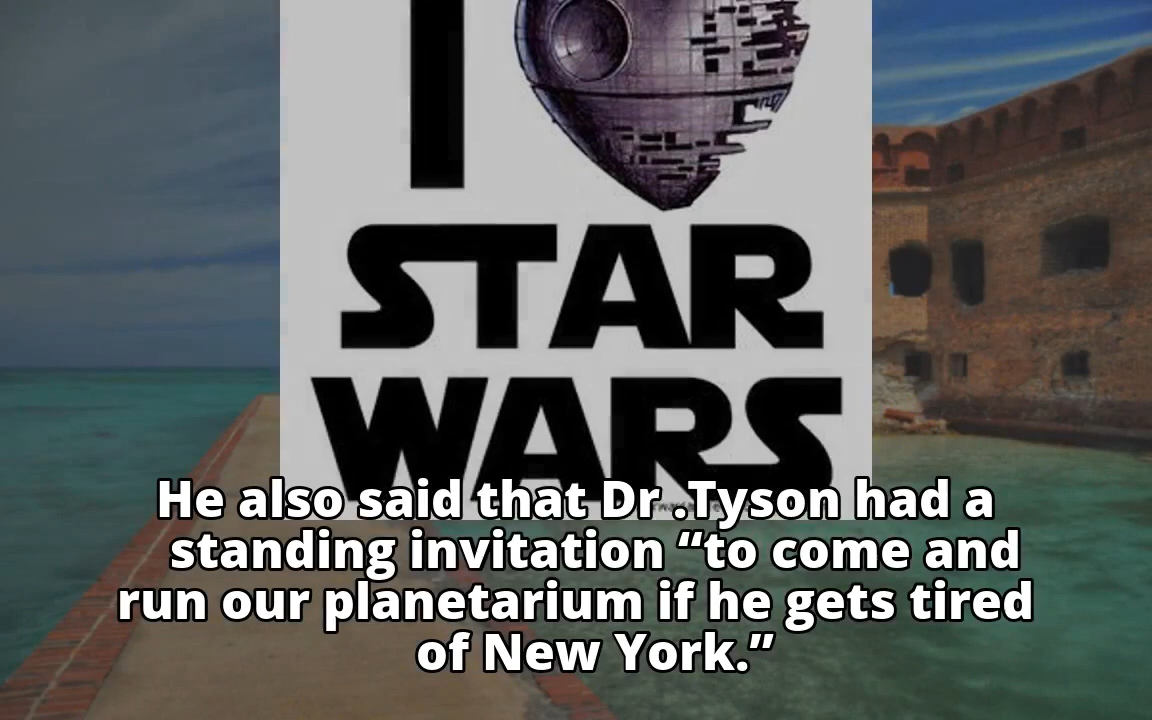 I
STAR
WARS
He also said that Dr .Tyson had a
standing invitation “to come and
run our planetarium if he gets tired
of New York.”